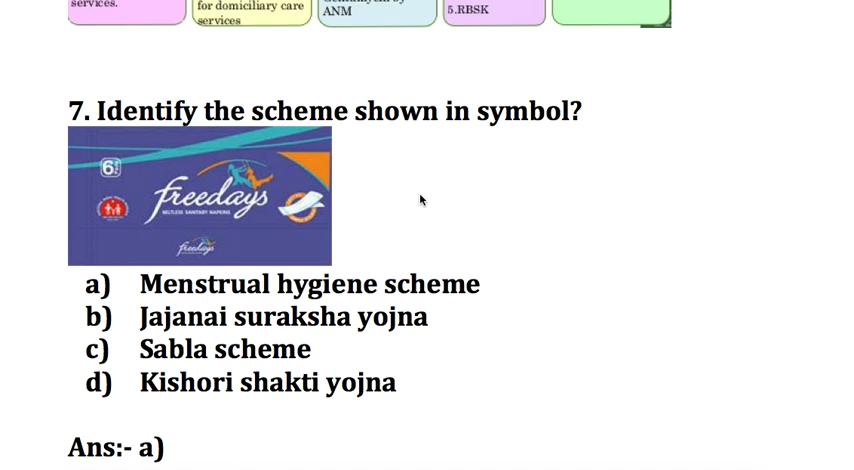 services.
for domiciliary care
services
ANM
5.RBSK
7. Identify the scheme shown in symbol?
6
freedays
BELTLESS SANITARY NAPKINS
freedays
a) Menstrual hygiene scheme
b) Jajanai suraksha yojna
c) Sabla scheme
d) Kishori shakti yojna
Ans:- a)